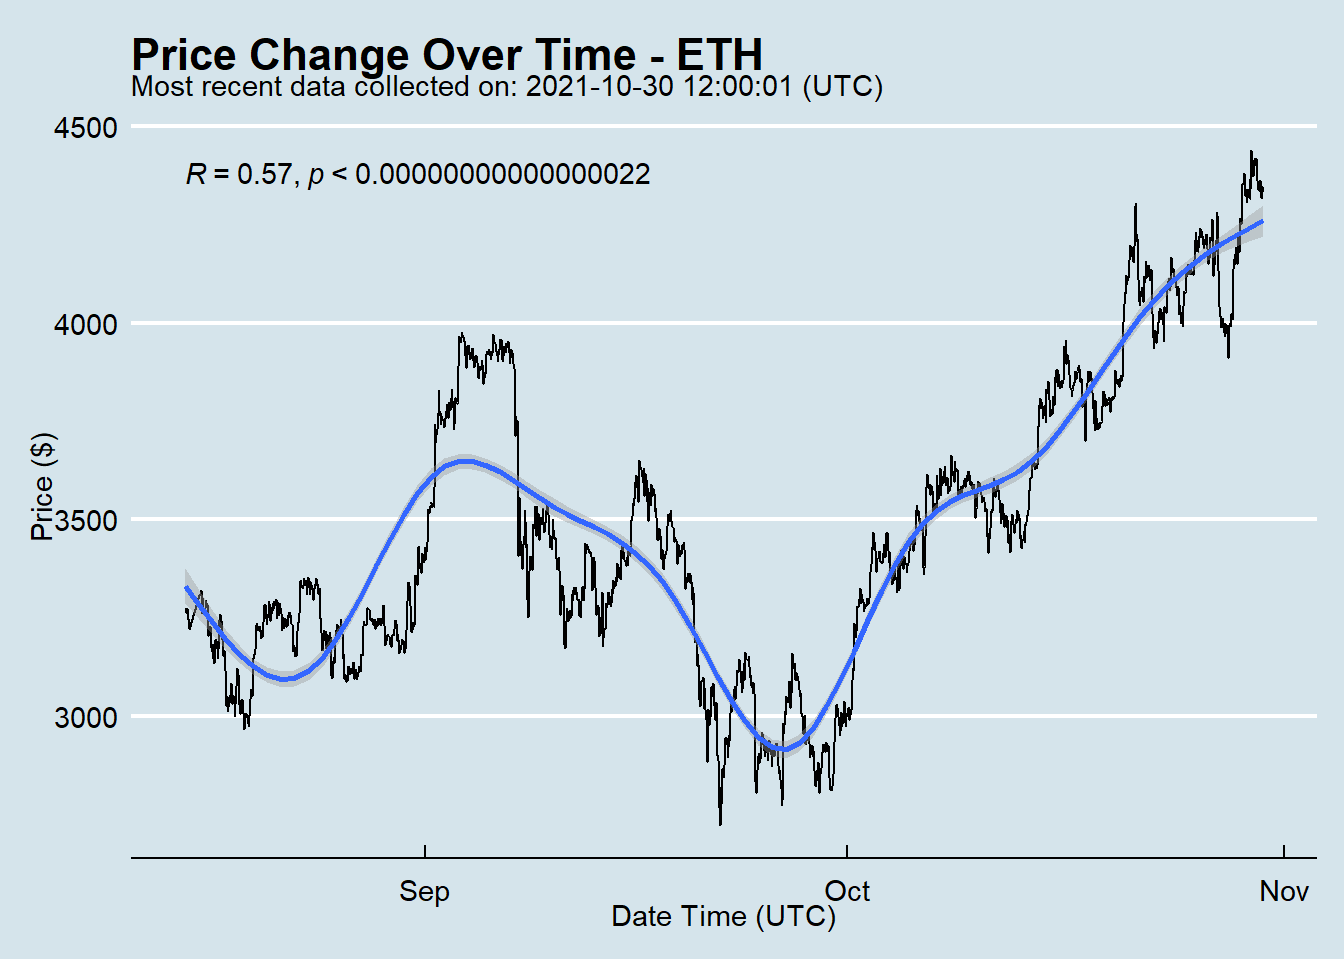 Price Change Over Time - ETH
Most recent data collected on: 2021-10-30 12:00:01 (UTC)
4500
R = 0.57, p < 0.00000000000000022
4000
Price ($)
3500
3000
Sep
Oct
Nov
Date Time (UTC)